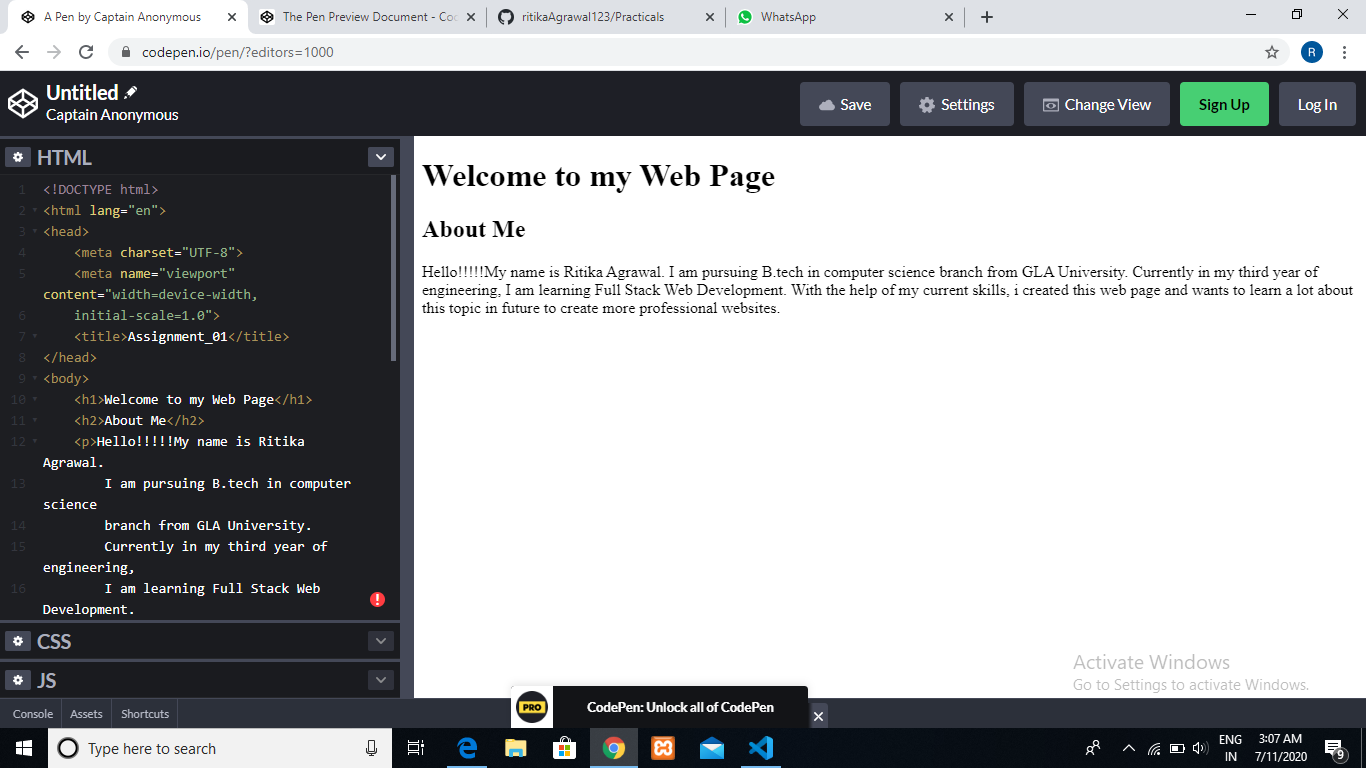 A Pen by Captain Anonymous
The Pen Preview Document - Coc
ritikaAgrawal123/Practicals
WhatsApp
codepen.io/pen/?editors=1000
R
Untitled
Captain Anonymous
Save
Settings
Change View
Sign Up
Log In
HTML
1 <!DOCTYPE html>
2 <html lang="en">
3 <head>
4 <meta charset="UTF-8">
5 <meta name="viewport"
content="width=device-width,
6 initial-scale=1.0">
7 <title>Assignment_01</title>
8 </head>
9 <body>
10 <h1>Welcome to my Web Page</h1>
11 <h2>About Me</h2>
12 <p>Hello!!!!!My name is Ritika
Agrawal.
13 I am pursuing B.tech in computer
science
14 branch from GLA University.
15 Currently in my third year of
engineering,
16 I am learning Full Stack Web
Development.
CSS
JS
Welcome to my Web Page
About Me
Hello!!!!!My name is Ritika Agrawal. I am pursuing B.tech in computer science branch from GLA University. Currently in my third year of
engineering, I am learning Full Stack Web Development. With the help of my current skills, i created this web page and wants to learn a lot about
this topic in future to create more professional websites.
Activate Windows
Go to Settings to activate Windows.
Console
Assets
Shortcuts
PRO
CodePen: Unlock all of CodePen
Type here to search
ENG
IN
3:07 AM
7/11/2020
9